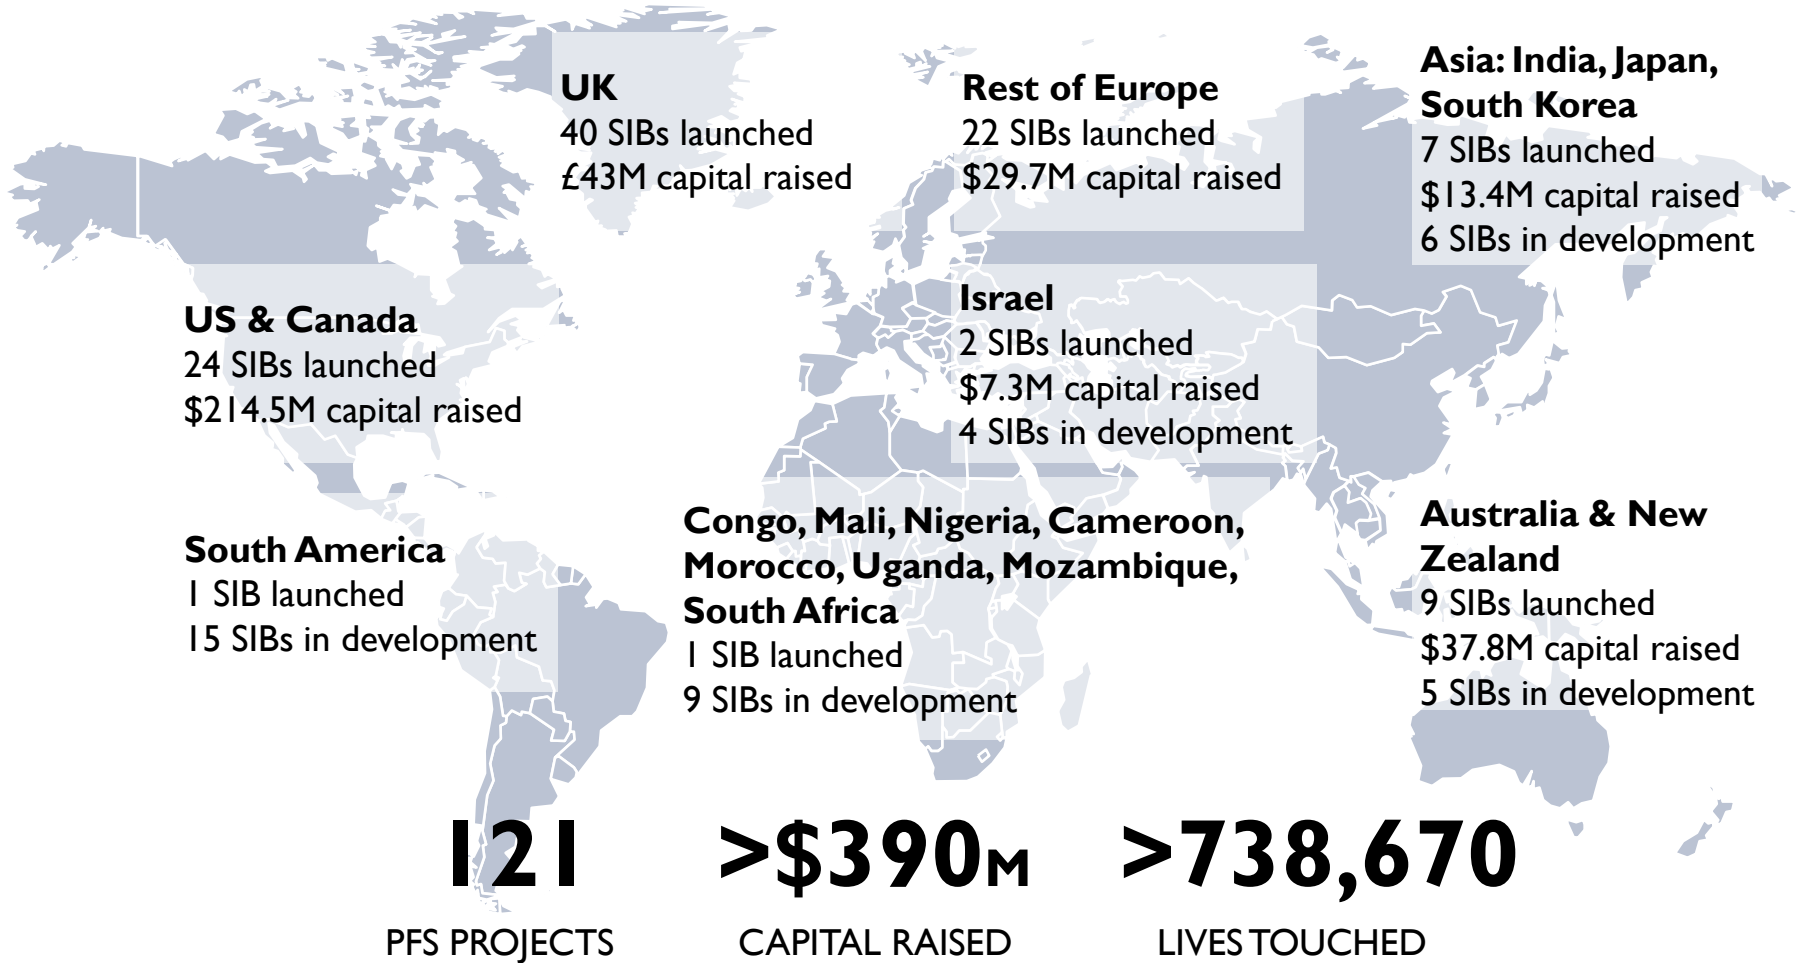 UK
40 SIBs launched
£43M capital raised
Rest of Europe
22 SIBs launched
$29.7M capital raised
Asia: India, Japan,
South Korea
7 SIBs launched
$13.4M capital raised
6 SIBs in development
US & Canada
24 SIBs launched
$214.5M capital raised
Israel
2 SIBs launched
$7.3M capital raised
4 SIBs in development
South America
1 SIB launched
15 SIBs in development
Congo, Mali, Nigeria, Cameroon,
Morocco, Uganda, Mozambique,
South Africa
1 SIB launched
9 SIBs in development
Australia & New
Zealand
9 SIBs launched
$37.8M capital raised
5 SIBs in development
121
PFS PROJECTS
>$390M
CAPITAL RAISED
>738,670
LIVES TOUCHED